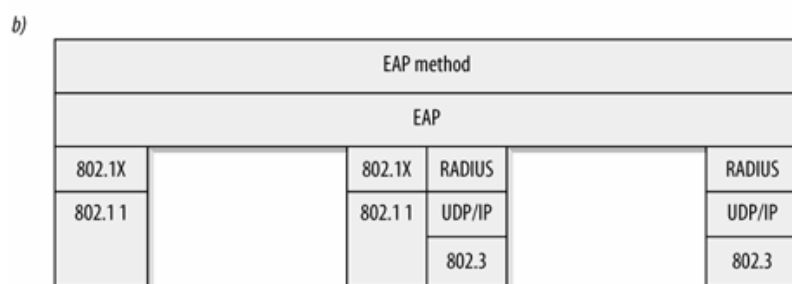 b)
EAP method
EAP
802.1X 802.1X RADIUS RADIUS
802.11 802.11 UDP/IP UDP/IP
802.3 802.3